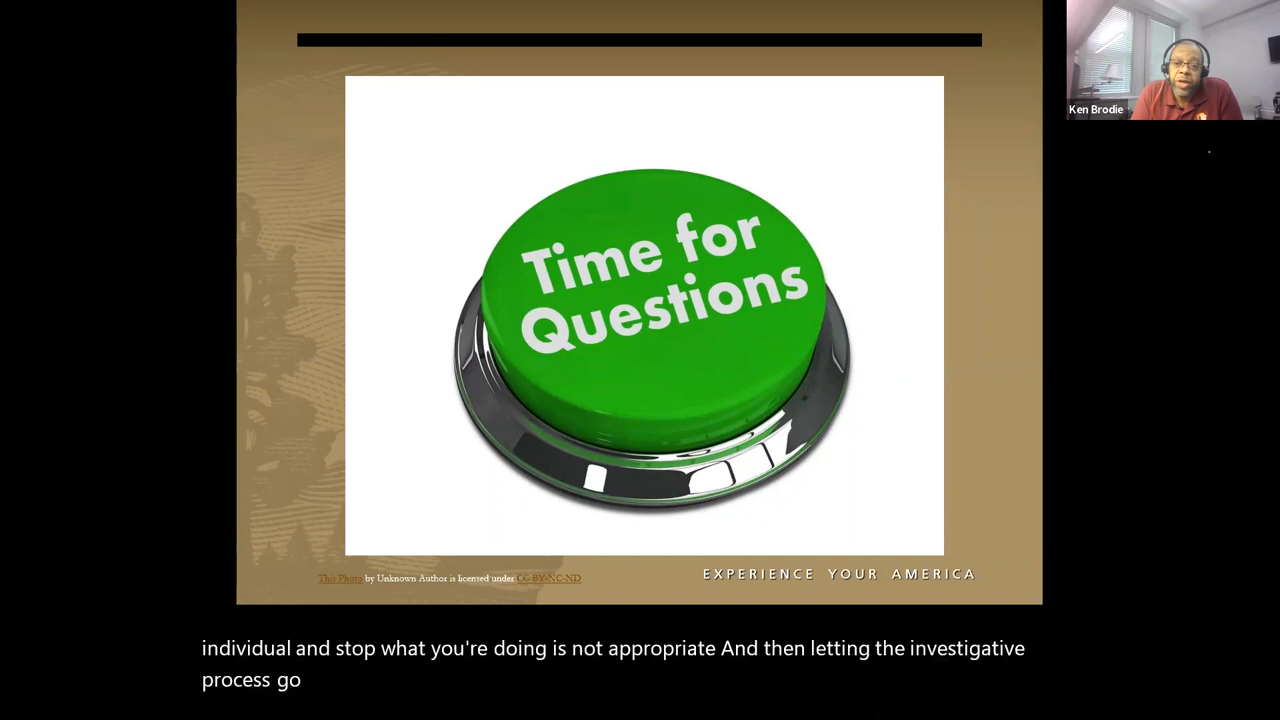 Ken Brodie
Time for
Questions
This Photo by Unknown Author is licensed under CC BY-NC-ND
EXPERIENCE YOUR AMERICA
individual and stop what you're doing is not appropriate And then letting the investigative
process go